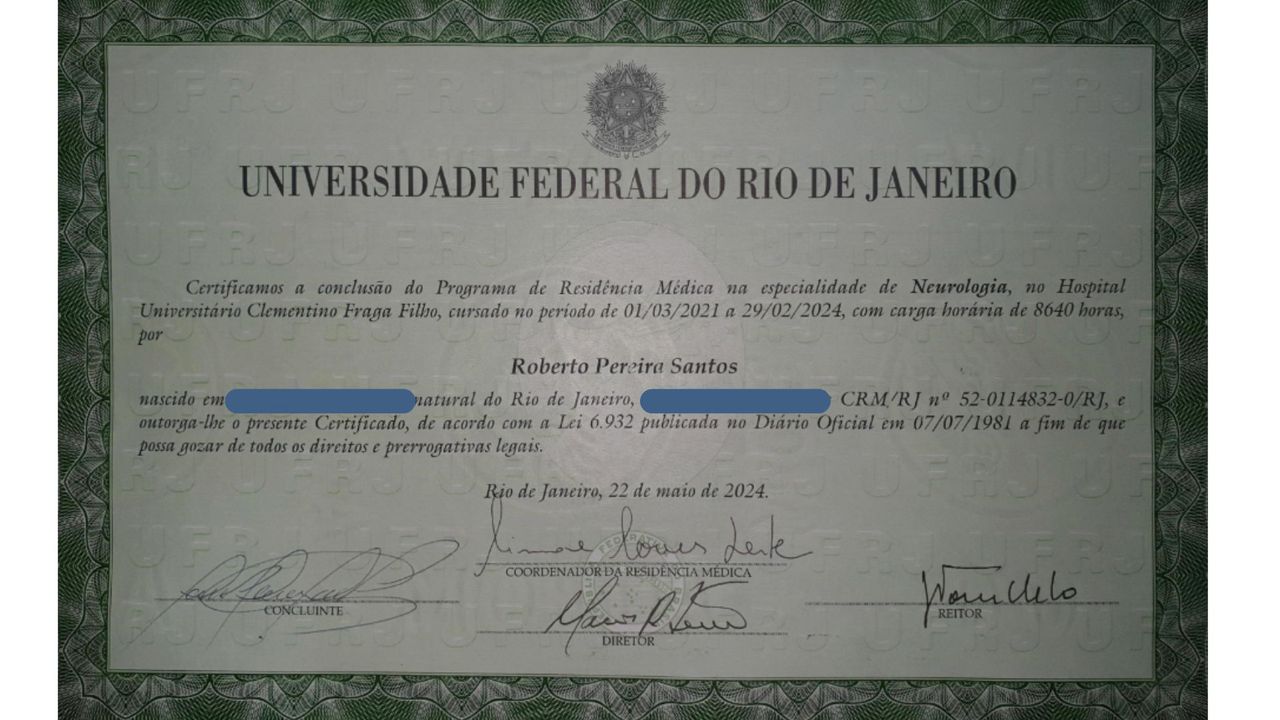 UNIVERSIDADE FEDERAL DO RIO DE JANEIRO
Certificamos a conclusão do Programa de Residência Médica na especialidade de Neurologia, no Hospital
Universitário Clementino Fraga Filho, cursado no período de 01/03/2021 a 29/02/2024, com carga horária de 8640 horas,
por
Roberto Pereira Santos
nascido em natural do Rio de Janeiro, CRM/RJ nº 52-0114832-0/RJ, e
outorga-lhe o presente Certificado, de acordo com a Lei 6.932 publicada no Diário Oficial em 07/07/1981 a fim de que
possa gozar de todos os direitos e prerrogativas legais.
Rio de Janeiro, 22 de maio de 2024.
COORDENADOR DA RESIDÊNCIA MÉDICA
CONCLUINTE
REITOR
DIRETOR